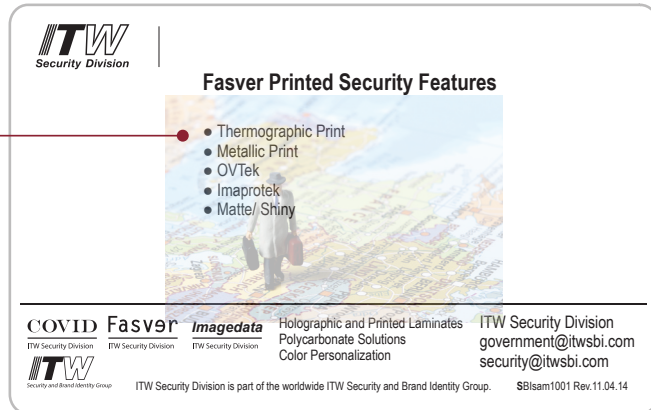 ITW
Security Division
Fasver Printed Security Features
● Thermographic Print
● Metallic Print
● OVTek
● Imaprotek
● Matte/ Shiny
COVID
ITW Security Division
Fasver
ITW Security Division
Imagedata
ITW Security Division
ITW
Security and Brand Identity Group
Holographic and Printed Laminates
Polycarbonate Solutions
Color Personalization
ITW Security Division
government@itwsbi.com
security@itwsbi.com
ITW Security Division is part of the worldwide ITW Security and Brand Identity Group.
SBIsam1001 Rev.11.04.14